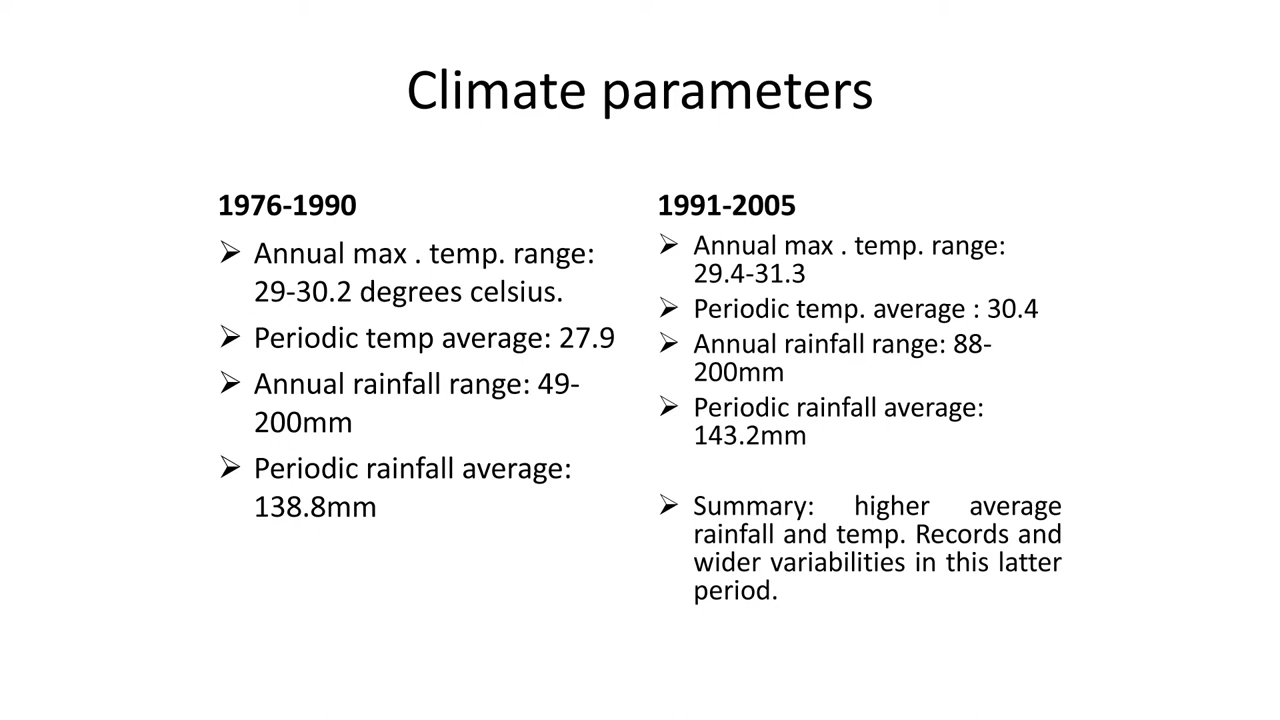 Climate parameters
1976-1990
➢ Annual max . temp. range:
29-30.2 degrees celsius.
➢ Periodic temp average: 27.9
➢ Annual rainfall range: 49-
200mm
➢ Periodic rainfall average:
138.8mm
1991-2005
➢ Annual max . temp. range:
29.4-31.3
➢ Periodic temp. average : 30.4
➢ Annual rainfall range: 88-
200mm
➢ Periodic rainfall average:
143.2mm
➢ Summary: higher average
rainfall and temp. Records and
wider variabilities in this latter
period.